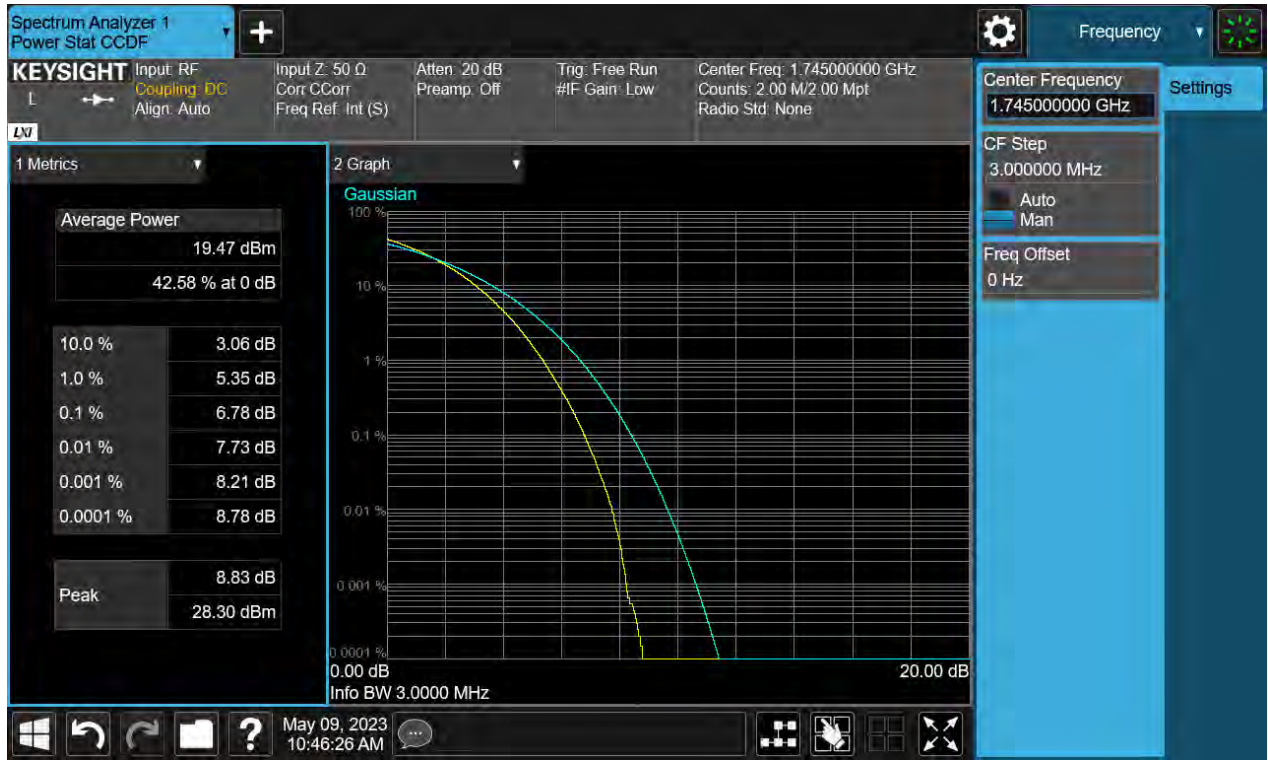 Spectrum Analyzer 1
Power Stat CCDF
+
Frequency
KEYSIGHT
L
LXI
Input: RF
Coupling: DC
Align: Auto
Input Z: 50 Ω
Corr CCorr
Freq Ref: Int (S)
Atten: 20 dB
Preamp: Off
Trig: Free Run
#IF Gain: Low
Center Freq: 1.745000000 GHz
Counts: 2.00 M/2.00 Mpt
Radio Std: None
Center Frequency
1.745000000 GHz
Settings
CF Step
3.000000 MHz
Auto
Man
Freq Offset
0 Hz
1 Metrics
Average Power
19.47 dBm
42.58 % at 0 dB
10.0 % 3.06 dB
1.0 % 5.35 dB
0.1 % 6.78 dB
0.01 % 7.73 dB
0.001 % 8.21 dB
0.0001 % 8.78 dB
Peak
8.83 dB
28.30 dBm
2 Graph
Gaussian
100 %
10 %
1 %
0.1 %
0.01 %
0.001 %
0.0001 %
0.00 dB 20.00 dB
Info BW 3.0000 MHz
?
May 09, 2023
10:46:26 AM